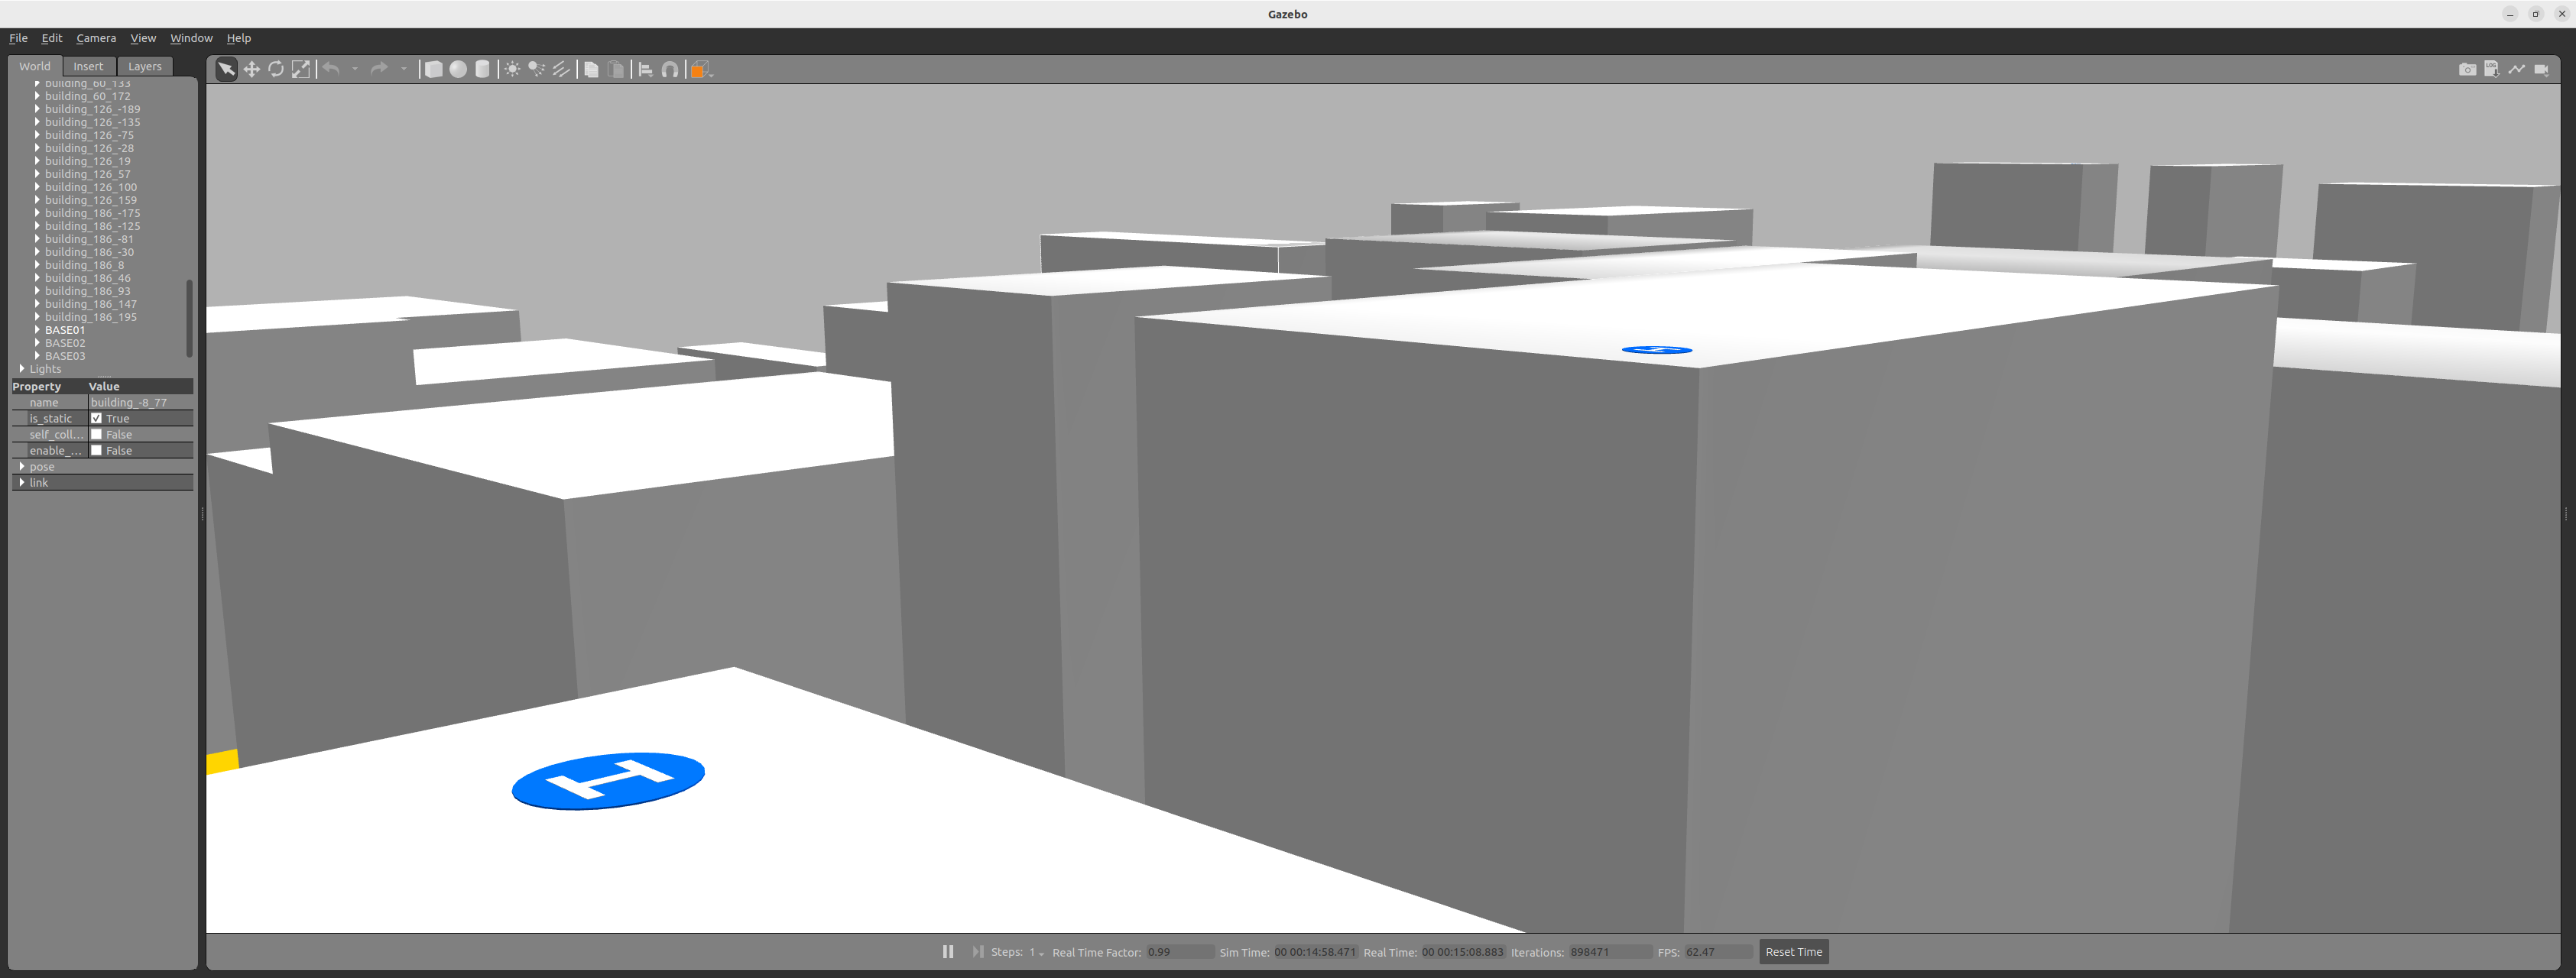 Gazebo
File Edit Camera View Window Help
World Insert Layers
building_60_133
building_60_172
building_126_-189
building_126_-135
building_126_-75
building_126_-28
building_126_19
building_126_57
building_126_100
building_126_159
building_186_-175
building_186_-125
building_186_-81
building_186_-30
building_186_8
building_186_46
building_186_93
building_186_147
building_186_195
BASE01
BASE02
BASE03
Lights
Property Value
name building_-8_77
is_static True
self_coll... False
enable_... False
pose
link
LOG
H
H
Steps: 1 Real Time Factor: 0.99 Sim Time: 00 00:14:58.471 Real Time: 00 00:15:08.883 Iterations: 898471 FPS: 62.47 Reset Time